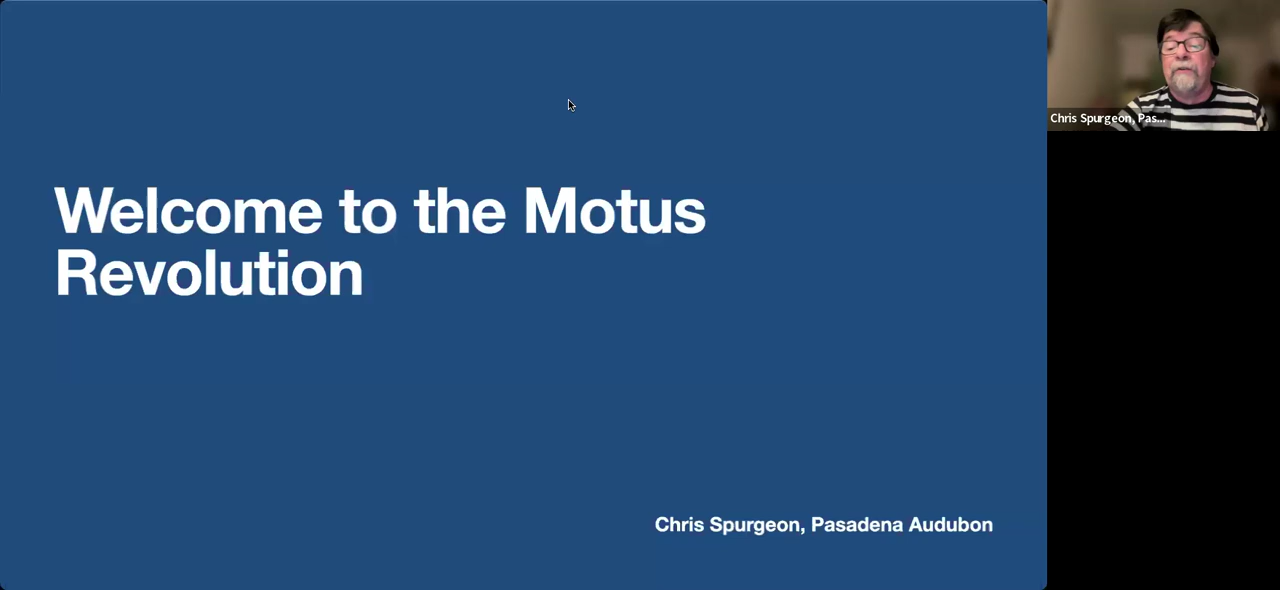 Welcome to the Motus
Revolution
Chris Spurgeon, Pasadena Audubon
Chris Spurgeon, Pas...